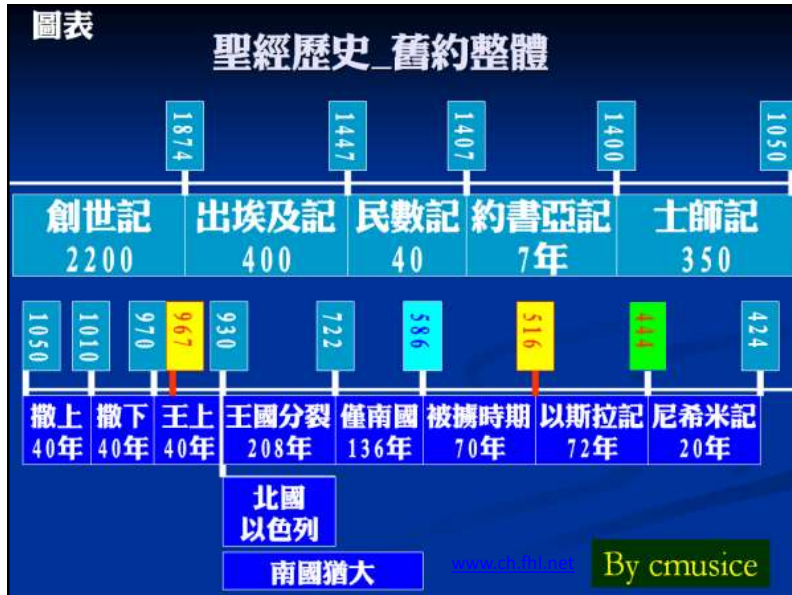 圖表
聖經歷史_舊約整體
1874
1447
1407
1400
1050
創世記
2200
出埃及記
400
民數記
40
約書亞記
7年
士師記
350
1050
1010
970
967
930
722
586
516
444
424
撒上
40年
撒下
40年
王上
40年
王國分裂
208年
僅南國
136年
被擄時期
70年
以斯拉記
72年
尼希米記
20年
北國
以色列
南國猶大
www.ch.fhl.net
By cmusice